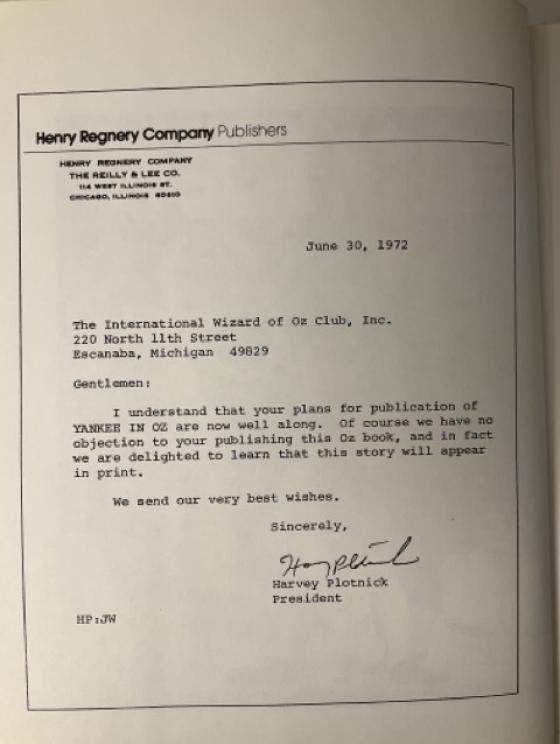 Henry Regnery Company Publishers
HENRY REGNERY COMPANY
THE REILLY & LEE CO.
114 WEST ILLINOIS ST.
CHICAGO, ILLINOIS 60610
June 30, 1972
The International Wizard of Oz Club, Inc.
220 North 11th Street
Escanaba, Michigan 49829
Gentlemen:
I understand that your plans for publication of
YANKEE IN OZ are now well along. Of course we have no
objection to your publishing this Oz book, and in fact
we are delighted to learn that this story will appear
in print.
We send our very best wishes.
Sincerely,
Harvey Plotnick
President
HP:JW